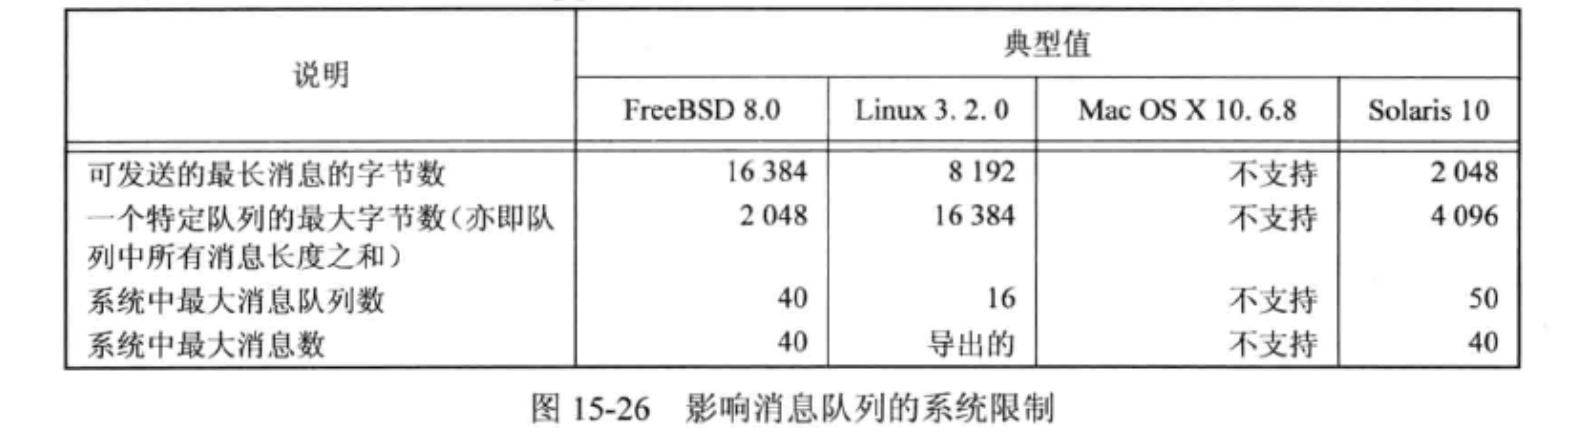 说明
典型值
FreeBSD 8.0 Linux 3. 2. 0 Mac OS X 10. 6.8 Solaris 10
可发送的最长消息的字节数 16 384 8 192 不支持 2 048
一个特定队列的最大字节数（亦即队 2 048 16 384 不支持 4 096
列中所有消息长度之和）
系统中最大消息队列数 40 16 不支持 50
系统中最大消息数 40 导出的 不支持 40
图 15-26 影响消息队列的系统限制